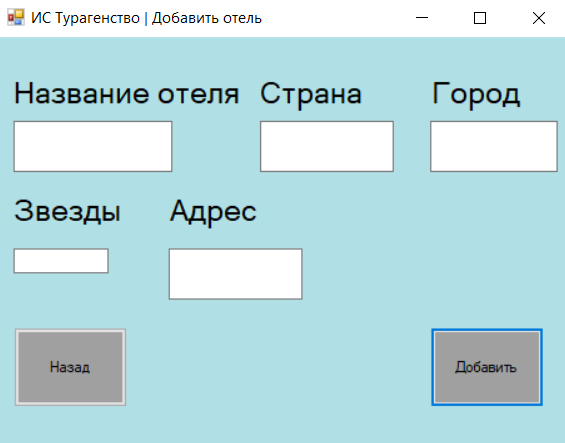 ИС Турагенство | Добавить отель
Название отеля Страна Город
Звезды Адрес
Назад Добавить